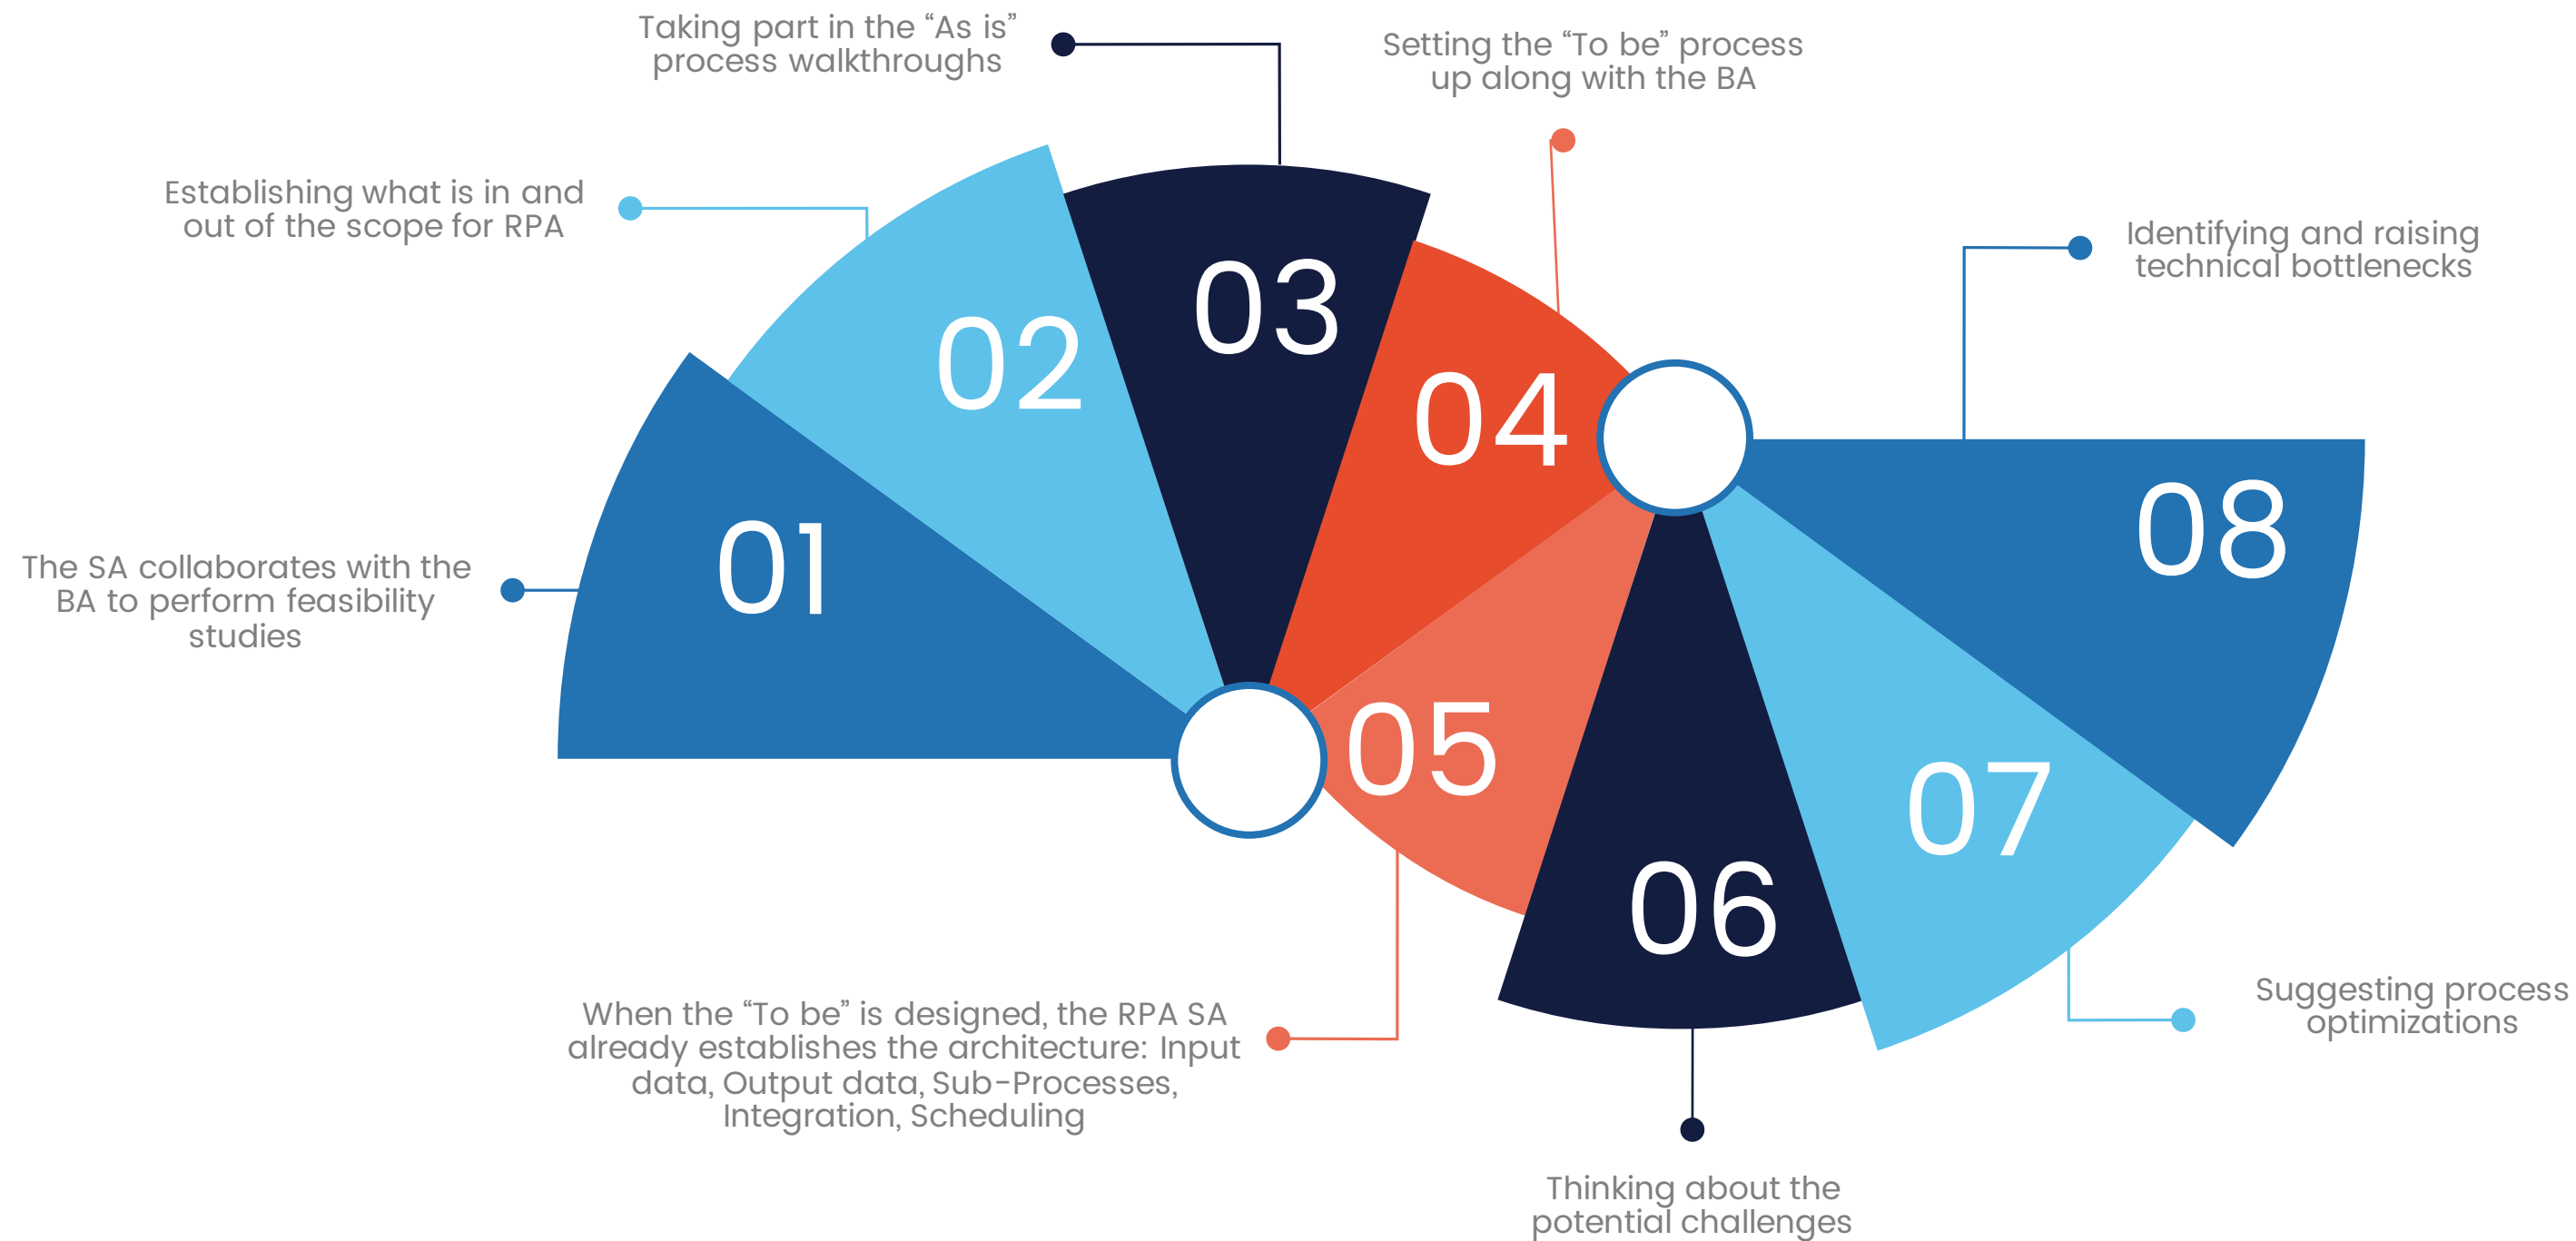 Taking part in the “As is”
process walkthroughs
Setting the “To be” process
up along with the BA
Establishing what is in and
out of the scope for RPA
Identifying and raising
technical bottlenecks
03
02
04
08
01
The SA collaborates with the
BA to perform feasibility
studies
05
07
06
When the “To be” is designed, the RPA SA
already establishes the architecture: Input
data, Output data, Sub-Processes,
Integration, Scheduling
Suggesting process
optimizations
Thinking about the
potential challenges